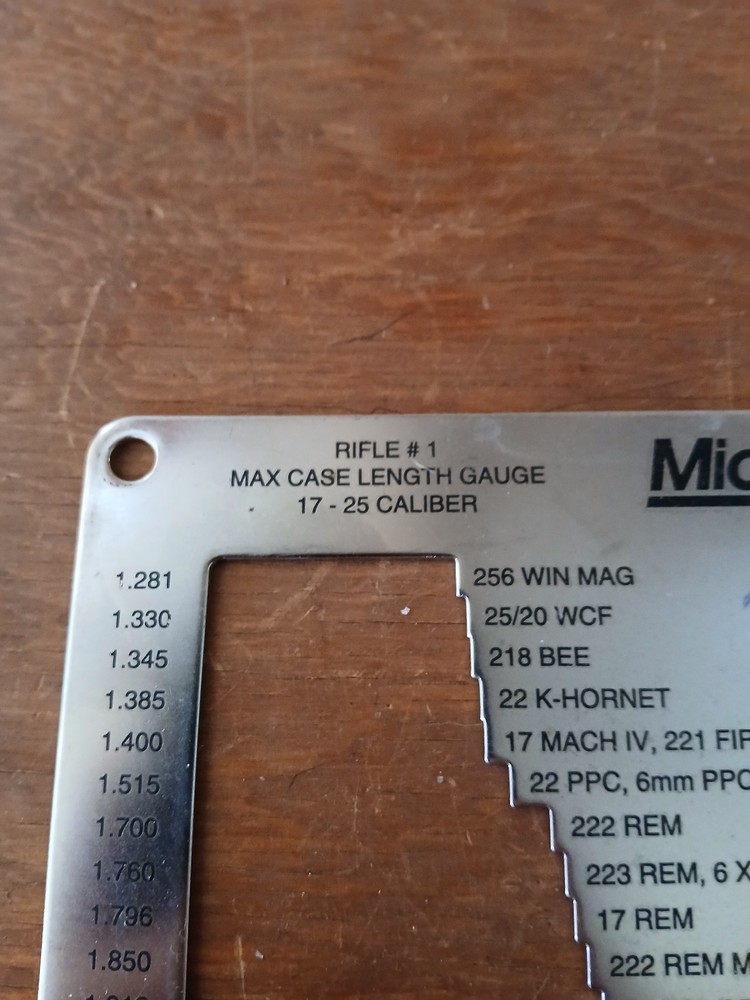 RIFLE # 1
MAX CASE LENGTH GAUGE
17 - 25 CALIBER
Mic
1.281 256 WIN MAG
1.330 25/20 WCF
1.345 218 BEE
1.385 22 K-HORNET
1.400 17 MACH IV, 221 FIR
1.515 22 PPC, 6mm PPC
1.700 222 REM
1.760 223 REM, 6 X
1.796 17 REM
1.850 222 REM M